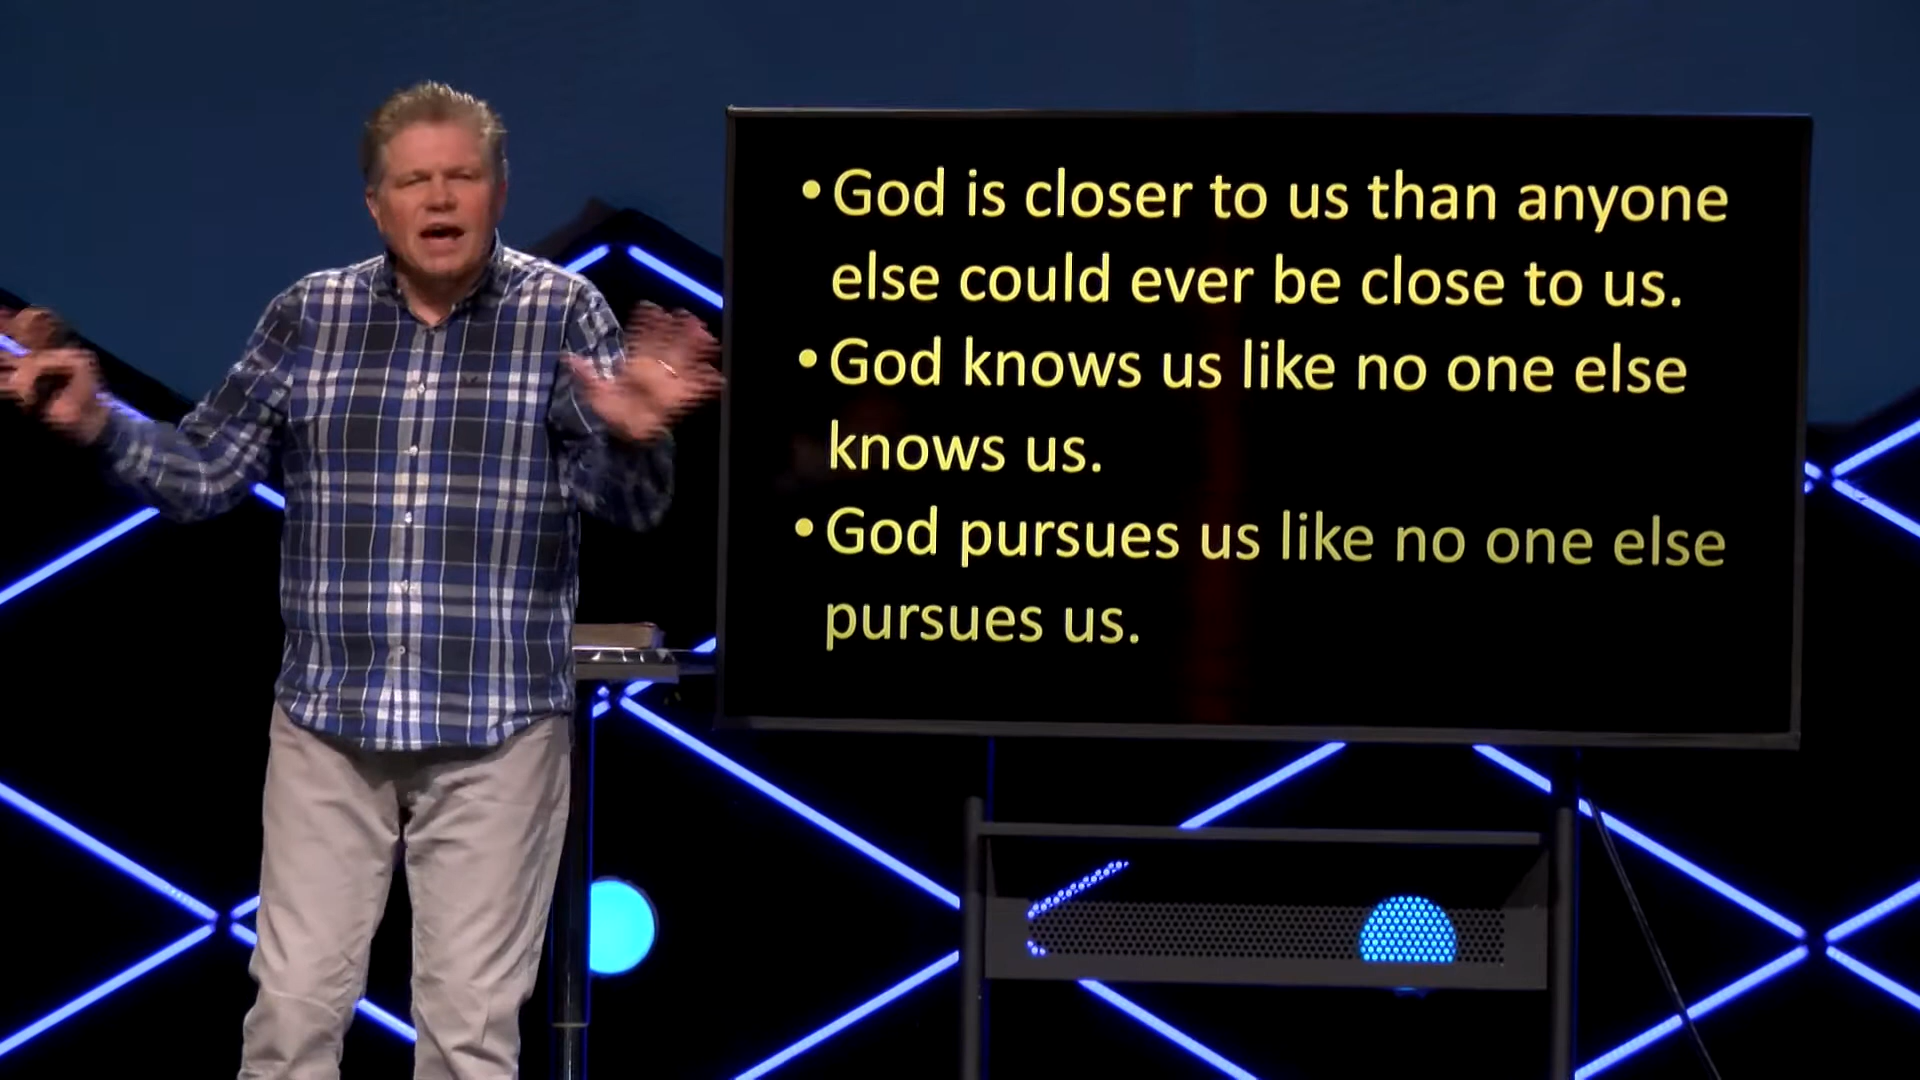 •God is closer to us than anyone
else could ever be close to us.
•God knows us like no one else
knows us.
•God pursues us like no one else
pursues us.